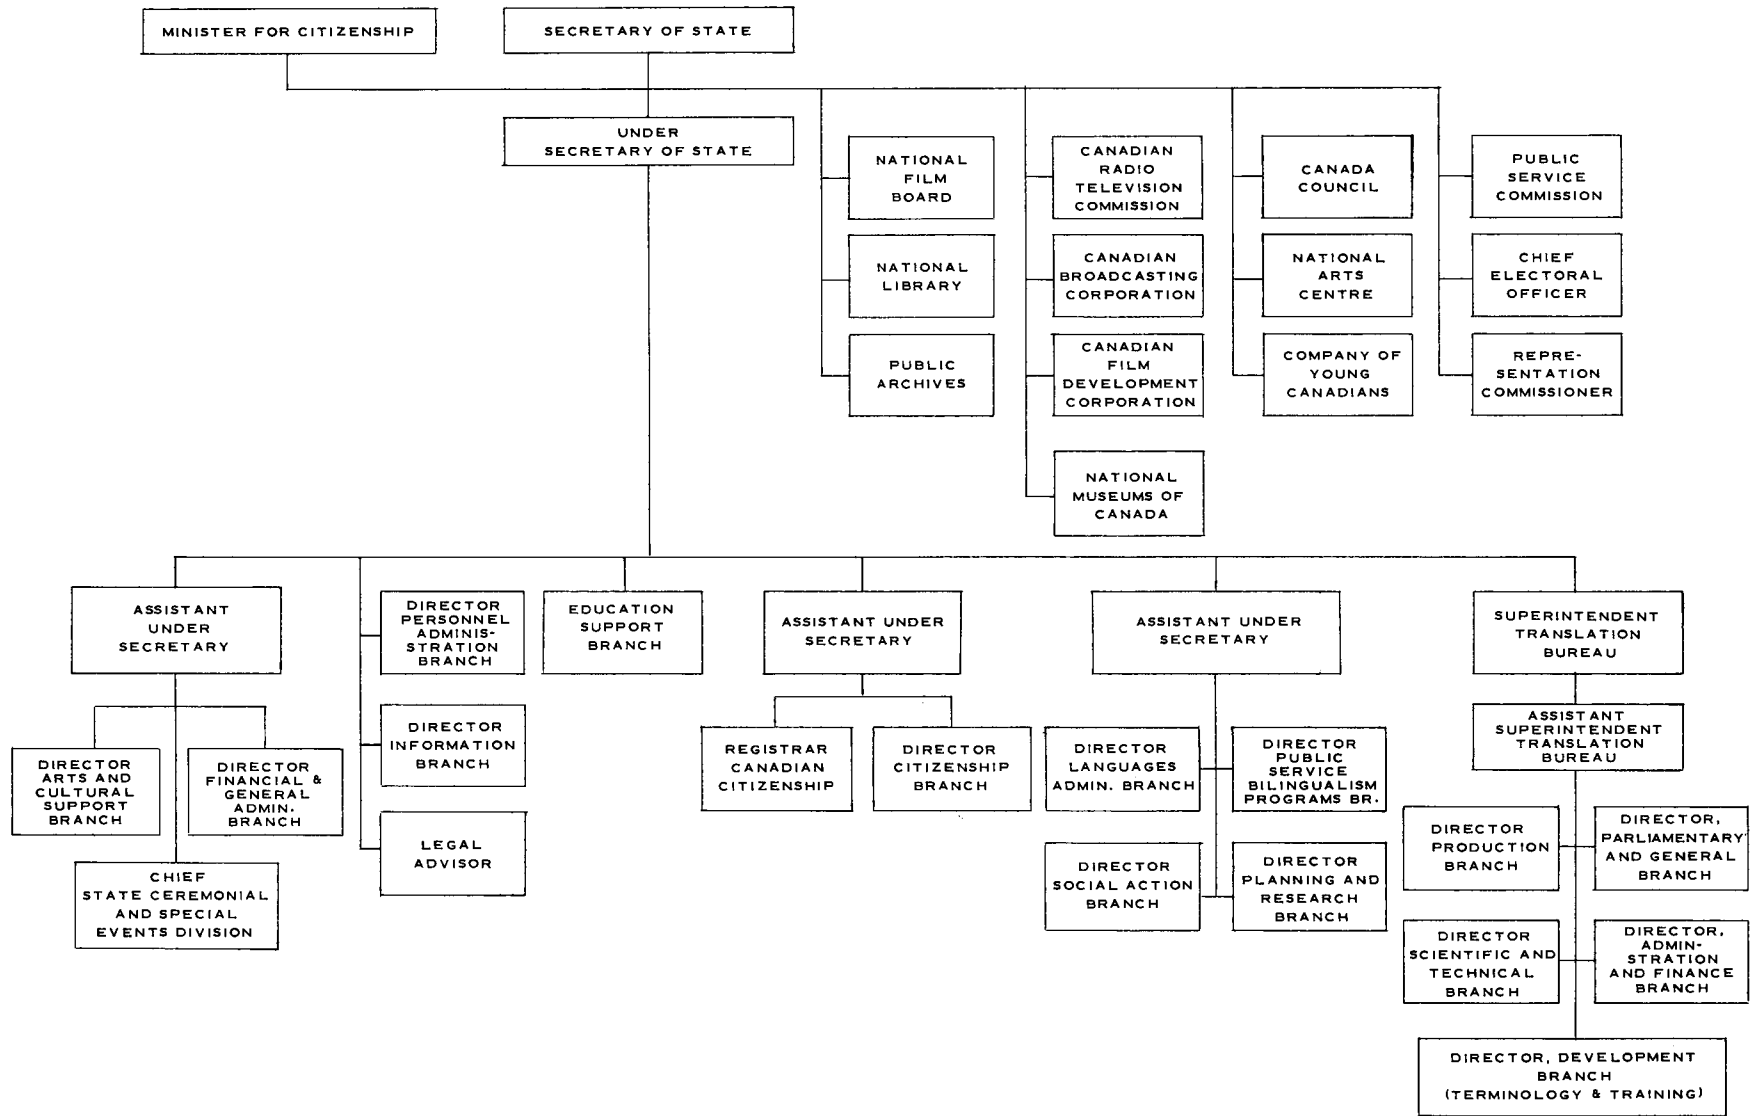 MINISTER FOR CITIZENSHIP
SECRETARY OF STATE
UNDER
SECRETARY OF STATE
NATIONAL
FILM
BOARD
CANADIAN
RADIO
TELEVISION
COMMISSION
CANADA
COUNCIL
PUBLIC
SERVICE
COMMISSION
NATIONAL
LIBRARY
CANADIAN
BROADCASTING
CORPORATION
NATIONAL
ARTS
CENTRE
CHIEF
ELECTORAL
OFFICER
PUBLIC
ARCHIVES
CANADIAN
FILM
DEVELOPMENT
CORPORATION
COMPANY OF
YOUNG
CANADIANS
REPRE-
SENTATION
COMMISSIONER
NATIONAL
MUSEUMS OF
CANADA
ASSISTANT
UNDER
SECRETARY
DIRECTOR
PERSONNEL
ADMINIS-
STRATION
BRANCH
EDUCATION
SUPPORT
BRANCH
ASSISTANT UNDER
SECRETARY
ASSISTANT UNDER
SECRETARY
SUPERINTENDENT
TRANSLATION
BUREAU
DIRECTOR
ARTS AND
CULTURAL
SUPPORT
BRANCH
DIRECTOR
FINANCIAL &
GENERAL
ADMIN.
BRANCH
DIRECTOR
INFORMATION
BRANCH
REGISTRAR
CANADIAN
CITIZENSHIP
DIRECTOR
CITIZENSHIP
BRANCH
DIRECTOR
LANGUAGES
ADMIN. BRANCH
DIRECTOR
PUBLIC
SERVICE
BILINGUALISM
PROGRAMS BR.
ASSISTANT
SUPERINTENDENT
TRANSLATION
BUREAU
CHIEF
STATE CEREMONIAL
AND SPECIAL
EVENTS DIVISION
LEGAL
ADVISOR
DIRECTOR
SOCIAL ACTION
BRANCH
DIRECTOR
PLANNING AND
RESEARCH
BRANCH
DIRECTOR
PRODUCTION
BRANCH
DIRECTOR,
PARLIAMENTARY
AND GENERAL
BRANCH
DIRECTOR
SCIENTIFIC AND
TECHNICAL
BRANCH
DIRECTOR,
ADMIN-
STRATION
AND FINANCE
BRANCH
DIRECTOR, DEVELOPMENT
BRANCH
(TERMINOLOGY & TRAINING)